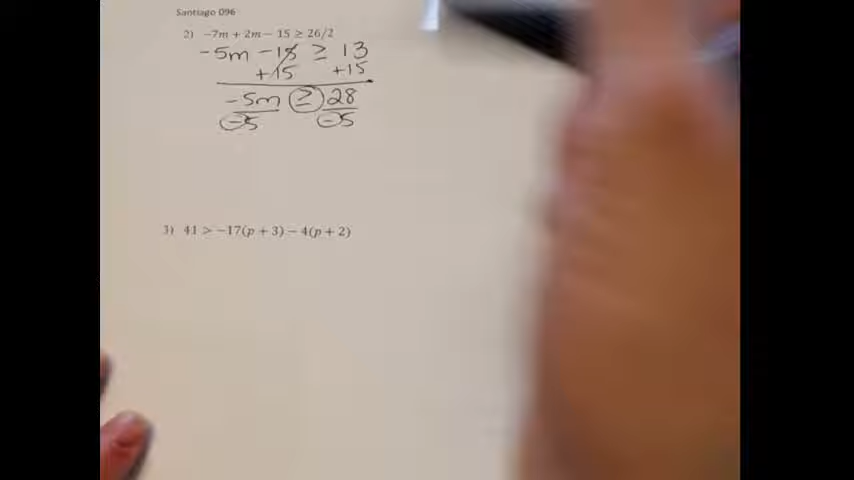 Santiago 096
2) −7m + 2m − 15 ≥ 26/2
-5m -15 ≥ 13
+15 +15
-5m ≥ 28
-5 -5
3) 41 > −17(p + 3) − 4(p + 2)